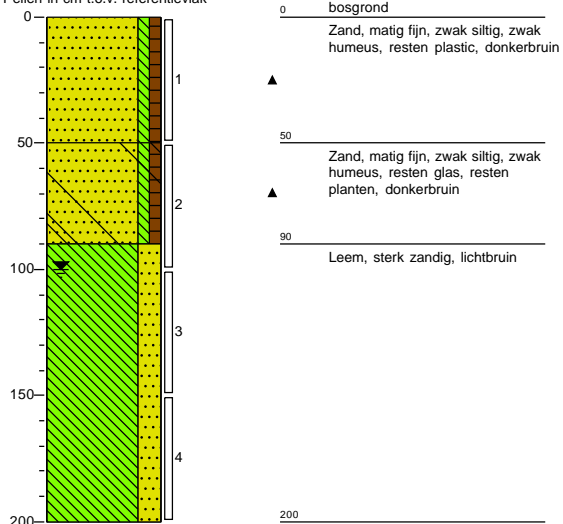 Peilen in cm t.o.v. referentievlak
0
50
100
150
200
1
2
3
4
0
bosgrond
Zand, matig fijn, zwak siltig, zwak
humeus, resten plastic, donkerbruin
50
Zand, matig fijn, zwak siltig, zwak
humeus, resten glas, resten
planten, donkerbruin
90
Leem, sterk zandig, lichtbruin
200